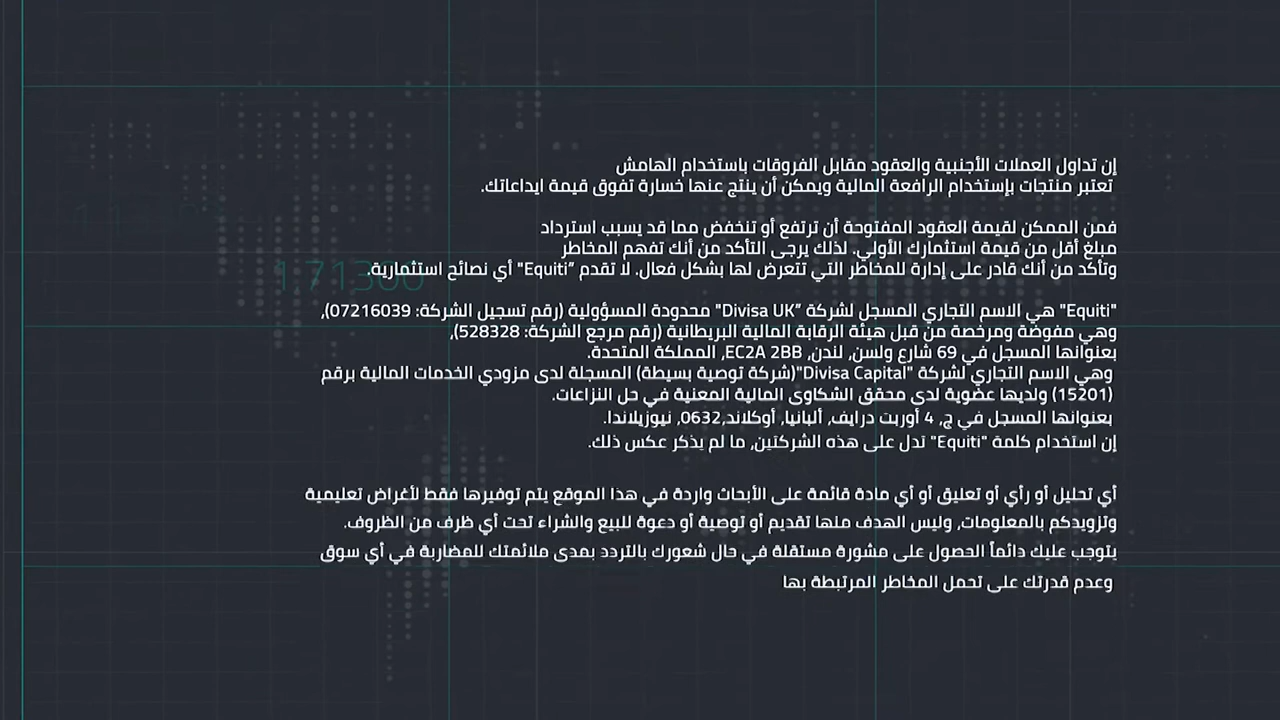 إن تداول العملات الأجنبية والعقود مقابل الفروقات باستخدام الهامش
تعتبر منتجات بإستخدام الرافعة المالية ويمكن أن ينتج عنها خسارة تفوق قيمة ايداعاتك.
فمن الممكن لقيمة العقود المفتوحة أن ترتفع أو تنخفض مما قد يسبب استرداد
مبلغ أقل من قيمة استثمارك الأولي. لذلك يرجى التأكد من أنك تفهم المخاطر
وتأكد من أنك قادر على إدارة للمخاطر التي تتعرض لها بشكل فعال. لا تقدم "Equiti" أي نصائح استثمارية.
1.71300
"Equiti" هي الاسم التجاري المسجل لشركة "Divisa UK" محدودة المسؤولية (رقم تسجيل الشركة: 07216039)،
وهي مفوضة ومرخصة من قبل هيئة الرقابة المالية البريطانية (رقم مرجع الشركة: 528328)،
بعنوانها المسجل في 69 شارع ولسن، لندن، EC2A 2BB، المملكة المتحدة.
وهي الاسم التجاري لشركة "Divisa Capital"(شركة توصية بسيطة) المسجلة لدى مزودي الخدمات المالية برقم
(15201) ولديها عضوية لدى محقق الشكاوى المالية المعنية في حل النزاعات.
بعنوانها المسجل في ج، 4 أوربت درايف، ألبانيا، أوكلاند،0632، نيوزيلاندا.
إن استخدام كلمة "Equiti" تدل على هذه الشركتين، ما لم يذكر عكس ذلك.
أي تحليل أو رأي أو تعليق أو أي مادة قائمة على الأبحاث واردة في هذا الموقع يتم توفيرها فقط لأغراض تعليمية
وتزويدكم بالمعلومات، وليس الهدف منها تقديم أو توصية أو دعوة للبيع والشراء تحت أي ظرف من الظروف.
يتوجب عليك دائماً الحصول على مشورة مستقلة في حال شعورك بالتردد بمدى ملائمتك للمضاربة في أي سوق
وعدم قدرتك على تحمل المخاطر المرتبطة بها